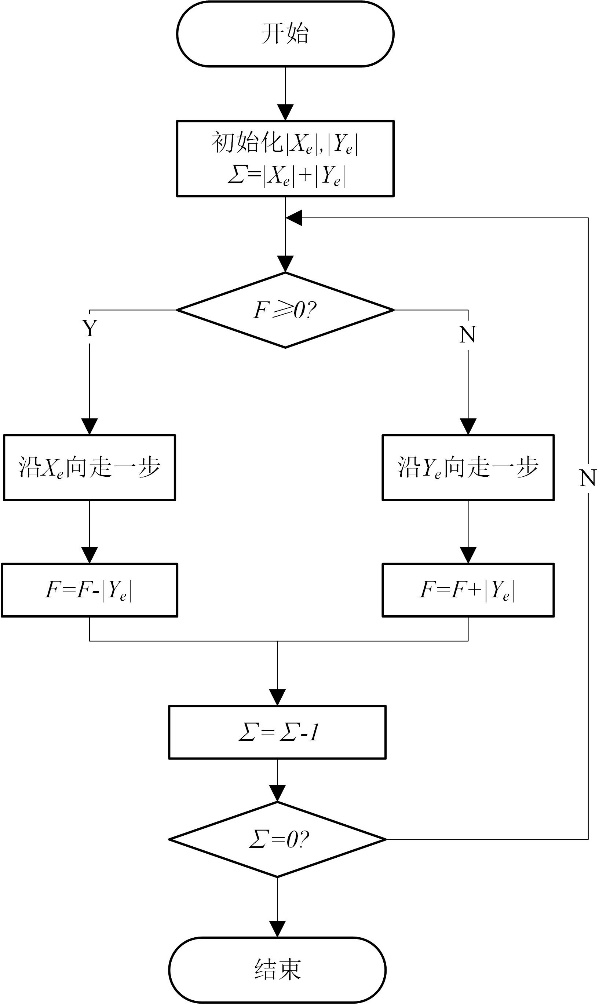 开始
初始化|Xe|,|Ye|
Σ=|Xe|+|Ye|
F≥0?
Y
N
沿Xe向走一步
沿Ye向走一步
N
F=F-|Ye|
F=F+|Ye|
Σ=Σ-1
Σ=0?
结束